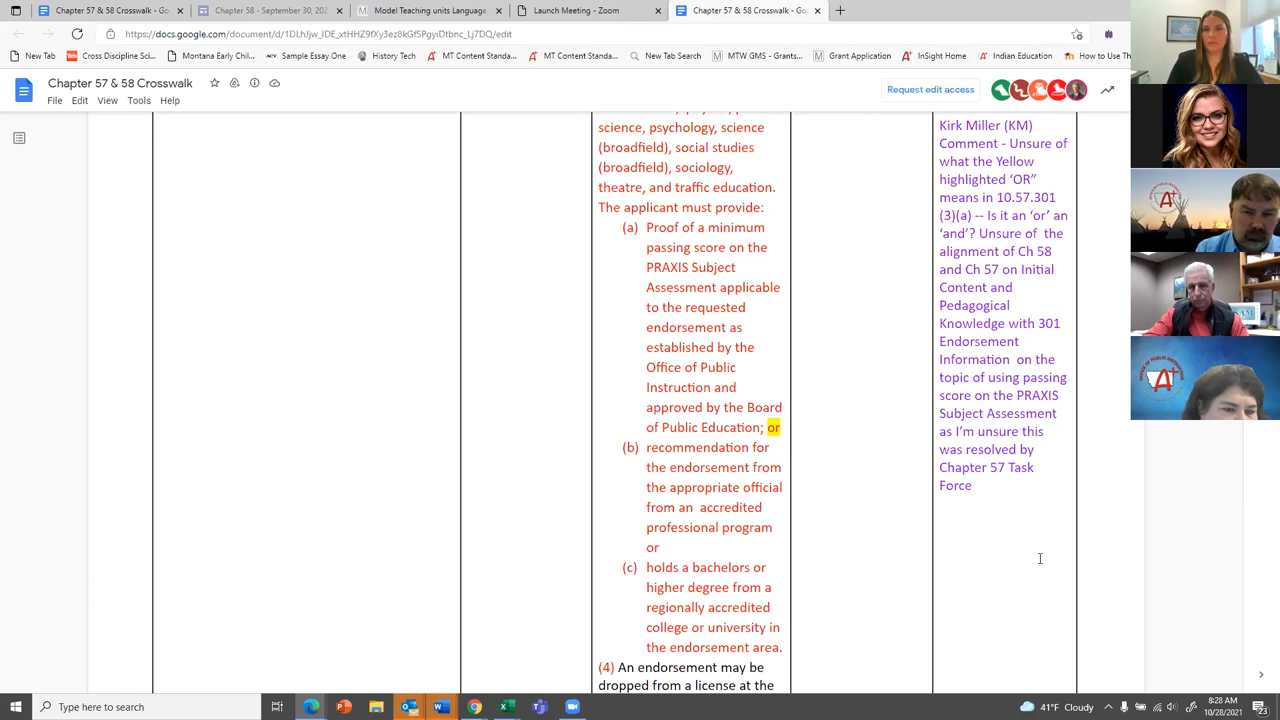 Chapter 57 & 58 Crosswalk - Goo
Chapter 58 - September 30, 202
Model Teaching units Language
Launch Meeting - Zoom
Chapter 57 & 58 Crosswalk - Go
https://docs.google.com/document/d/1DLhJjw_IDE_xtHHZ9fXy3ez8kGfSPgyiDtbnc_Lj7DQ/edit
New Tab
Cross Discipline Sci...
Montana Early Chil...
Sample Essay One
History Tech
MT Content Standa...
MT Content Standa...
New Tab Search
MTW GMS - Grants...
Grant Application
InSight Home
Indian Education
How to Use Th
Chapter 57 & 58 Crosswalk
File Edit View Tools Help
Request edit access
science, psychology, science
(broadfield), social studies
(broadfield), sociology,
theatre, and traffic education.
The applicant must provide:
(a) Proof of a minimum
passing score on the
PRAXIS Subject
Assessment applicable
to the requested
endorsement as
established by the
Office of Public
Instruction and
approved by the Board
of Public Education; or
(b) recommendation for
the endorsement from
the appropriate official
from an accredited
professional program
or
(c) holds a bachelors or
higher degree from a
regionally accredited
college or university in
the endorsement area.
(4) An endorsement may be
dropped from a license at the
Kirk Miller (KM)
Comment - Unsure of
what the Yellow
highlighted ‘OR”
means in 10.57.301
(3)(a) -- Is it an ‘or’ an
‘and’? Unsure of the
alignment of Ch 58
and Ch 57 on Initial
Content and
Pedagogical
Knowledge with 301
Endorsement
Information on the
topic of using passing
score on the PRAXIS
Subject Assessment
as I’m unsure this
was resolved by
Chapter 57 Task
Force
Type here to search
41°F Cloudy
8:28 AM
10/28/2021
23